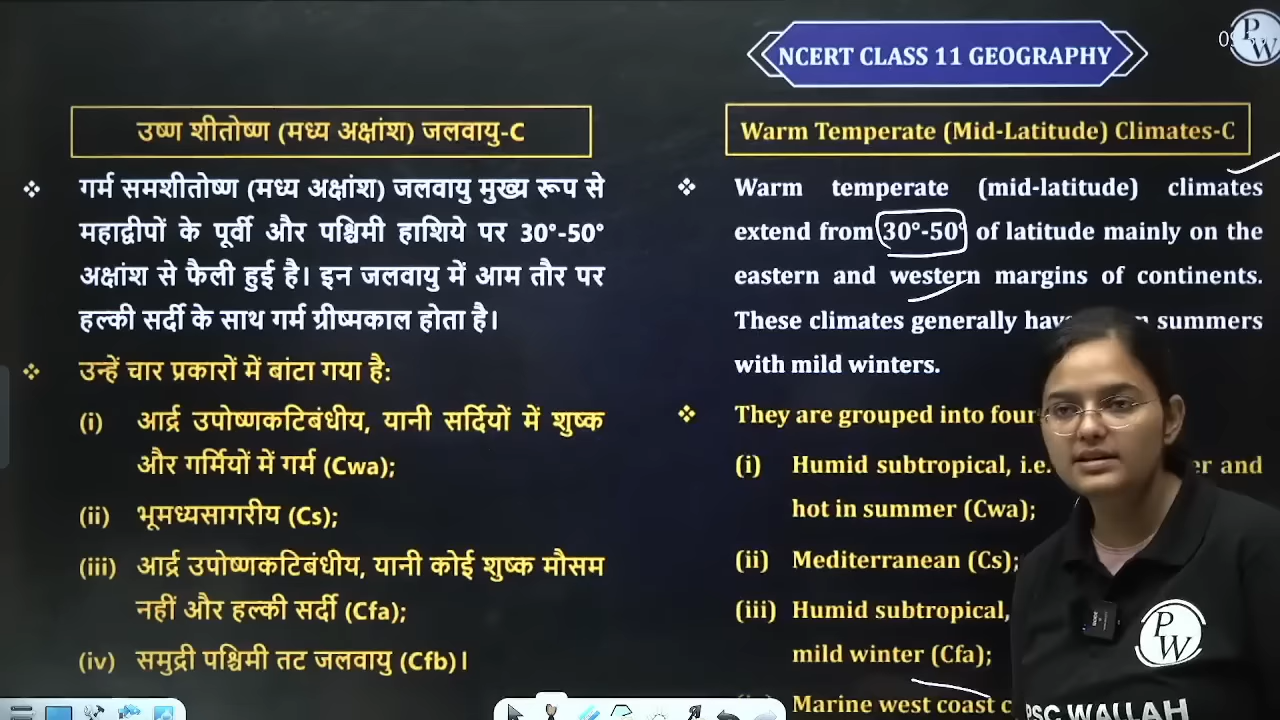 NCERT CLASS 11 GEOGRAPHY
PW
उष्ण शीतोष्ण (मध्य अक्षांश) जलवायु-C
❖ गर्म समशीतोष्ण (मध्य अक्षांश) जलवायु मुख्य रूप से
महाद्वीपों के पूर्वी और पश्चिमी हाशिये पर 30°-50°
अक्षांश से फैली हुई है। इन जलवायु में आम तौर पर
हल्की सर्दी के साथ गर्म ग्रीष्मकाल होता है।
❖ उन्हें चार प्रकारों में बांटा गया है:
(i) आर्द्र उपोष्णकटिबंधीय, यानी सर्दियों में शुष्क
और गर्मियों में गर्म (Cwa);
(ii) भूमध्यसागरीय (Cs);
(iii) आर्द्र उपोष्णकटिबंधीय, यानी कोई शुष्क मौसम
नहीं और हल्की सर्दी (Cfa);
(iv) समुद्री पश्चिमी तट जलवायु (Cfb)।
Warm Temperate (Mid-Latitude) Climates-C
❖ Warm temperate (mid-latitude) climates
extend from 30°-50° of latitude mainly on the
eastern and western margins of continents.
These climates generally have summers
with mild winters.
❖ They are grouped into four
(i) Humid subtropical, i.e. and
hot in summer (Cwa);
(ii) Mediterranean (Cs);
(iii) Humid subtropical,
mild winter (Cfa);
Marine west coast
PW
PSC WALLAH